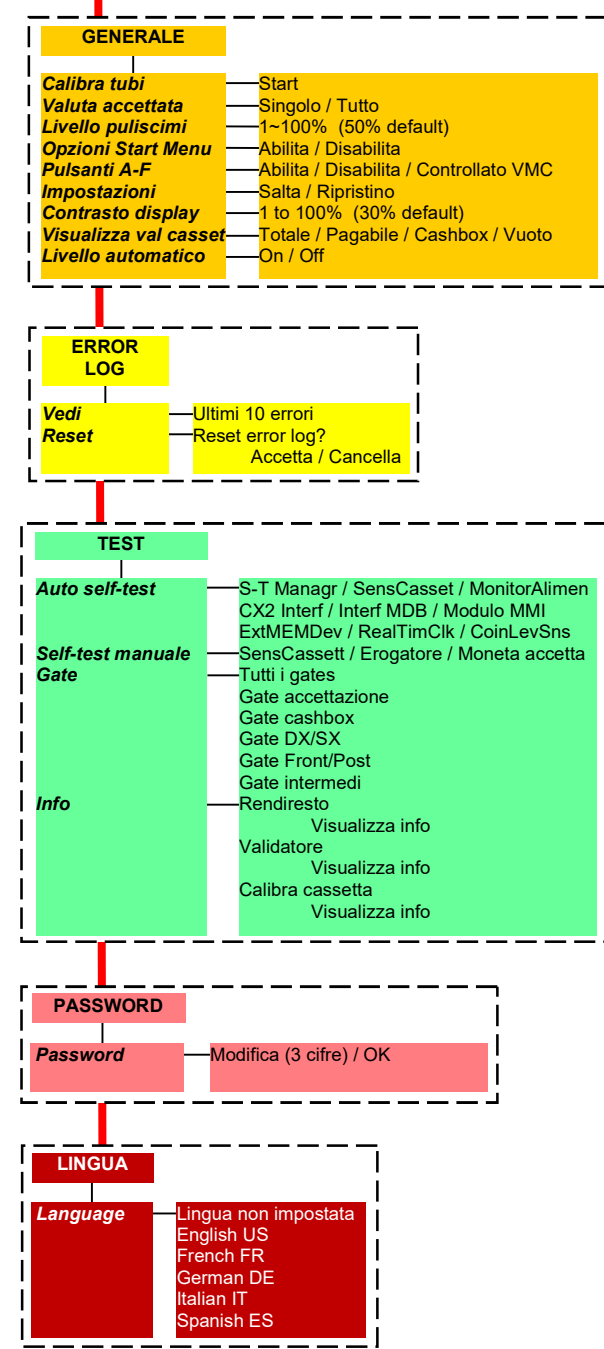 GENERALE
Calibra tubi Start
Valuta accettata Singolo / Tutto
Livello puliscimi 1~100% (50% default)
Opzioni Start Menu Abilita / Disabilita
Pulsanti A-F Abilita / Disabilita / Controllato VMC
Impostazioni Salta / Ripristino
Contrasto display 1 to 100% (30% default)
Visualizza val casset Totale / Pagabile / Cashbox / Vuoto
Livello automatico On / Off
ERROR
LOG
Vedi Ultimi 10 errori
Reset Reset error log?
Accetta / Cancella
TEST
Auto self-test S-T Managr / SensCasset / MonitorAlimen
CX2 Interf / Interf MDB / Modulo MMI
ExtMEMDev / RealTimClk / CoinLevSns
Self-test manuale SensCassett / Erogatore / Moneta accetta
Gate Tutti i gates
Gate accettazione
Gate cashbox
Gate DX/SX
Gate Front/Post
Gate intermedi
Info Rendiresto
Visualizza info
Validatore
Visualizza info
Calibra cassetta
Visualizza info
PASSWORD
Password Modifica (3 cifre) / OK
LINGUA
Language Lingua non impostata
English US
French FR
German DE
Italian IT
Spanish ES